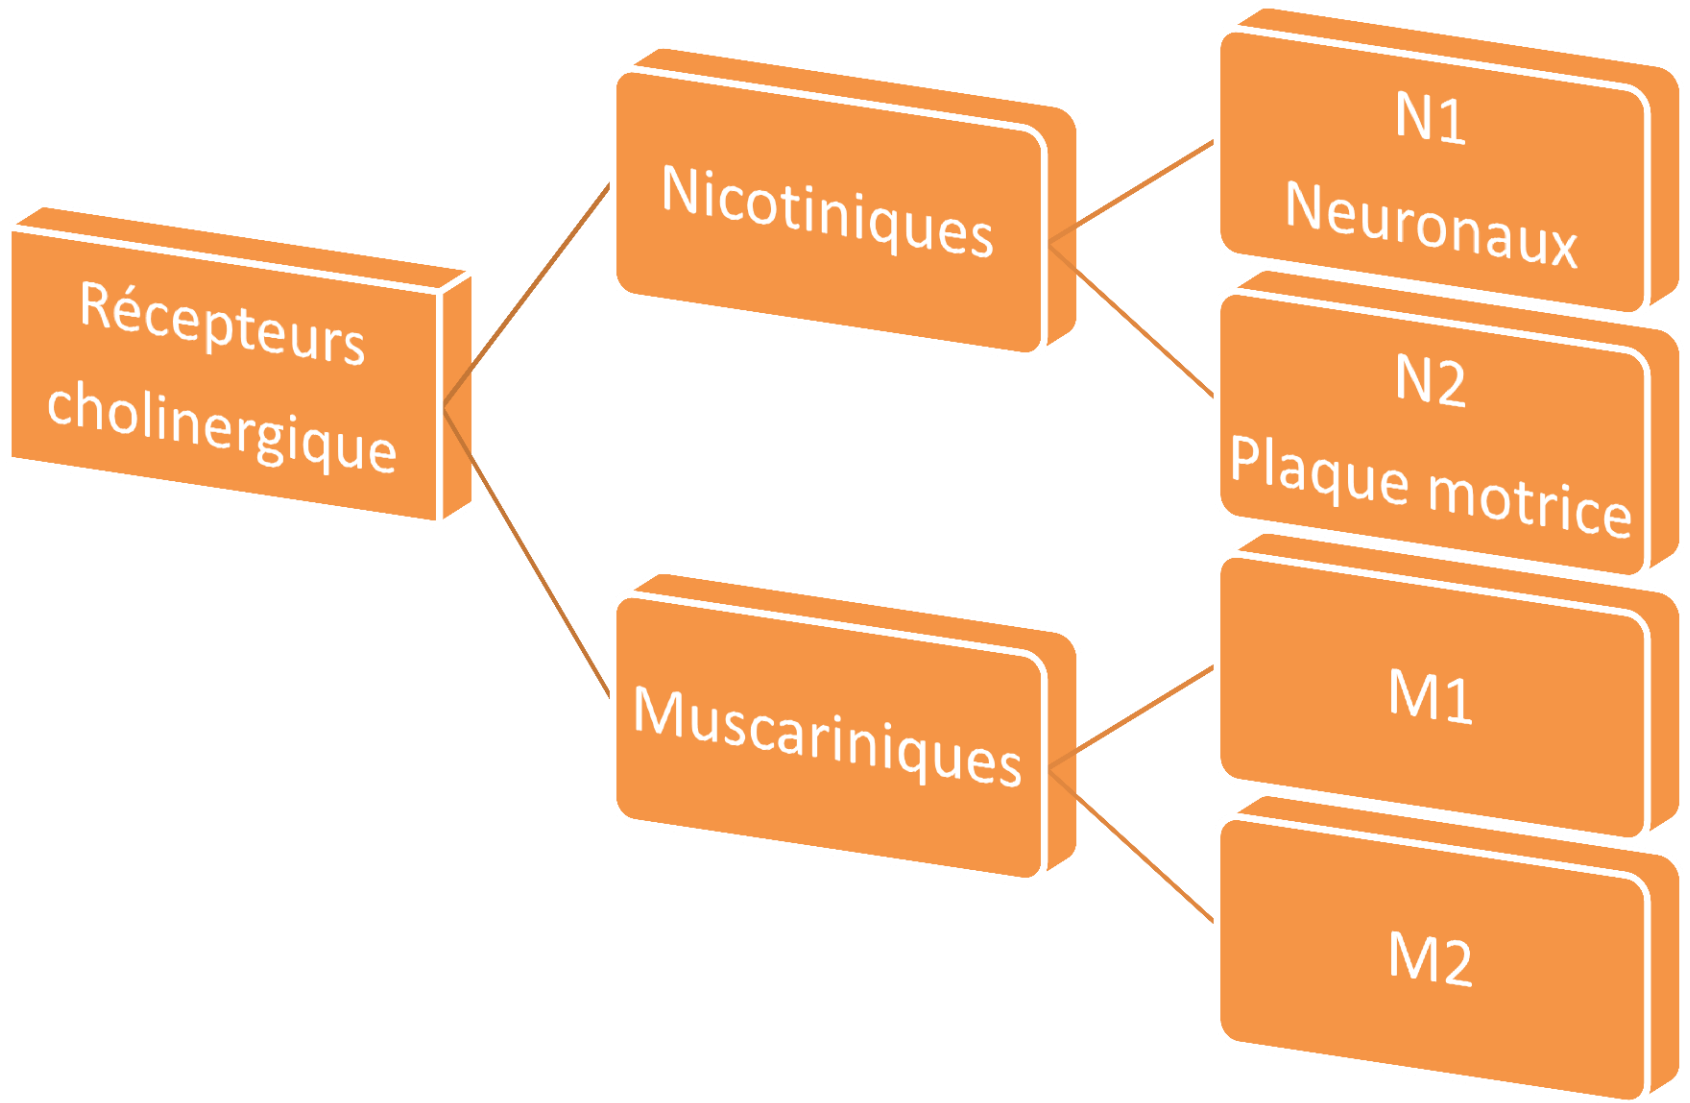 Récepteurs
cholinergique
Nicotiniques
N1
Neuronaux
N2
Plaque motrice
Muscariniques
M1
M2